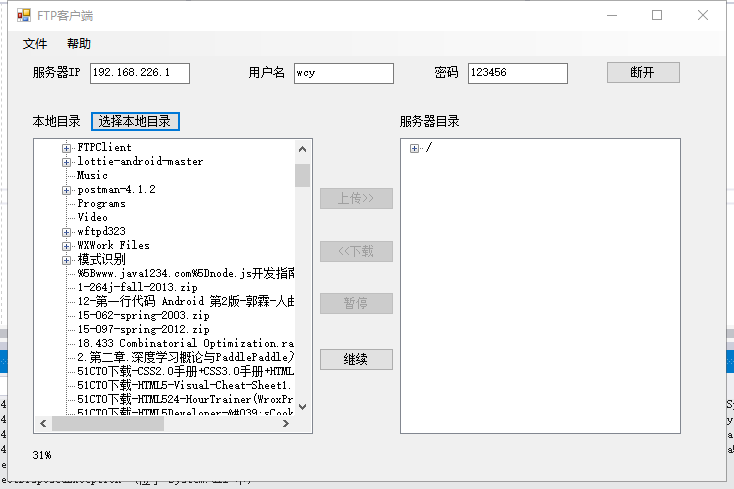 FTP客户端
文件 帮助
服务器IP 192.168.226.1 用户名 wcy 密码 123456 断开
本地目录 选择本地目录 服务器目录
FTPClient
lottie-android-master
Music
postman-4.1.2
Programs
Video
wftpd323
WXWork Files
模式识别
%5Bwww.java1234.com%5Dnode.js开发指南
1-264j-fall-2013.zip
12-第一行代码 Android 第2版-郭霖-人由
15-062-spring-2003.zip
15-097-spring-2012.zip
18.433 Combinatorial Optimization.ra
2.第二章.深度学习概论与PaddlePaddle入
51CTO下载-CSS2.0手册+CSS3.0手册+HTML
51CTO下载-HTML5-Visual-Cheat-Sheet1.
51CTO下载-HTML524-HourTrainer(WroxPr
51CTO下载-HTML5Developer-&#039;sCook
上传>>
<<下载
暂停
继续
/
31%